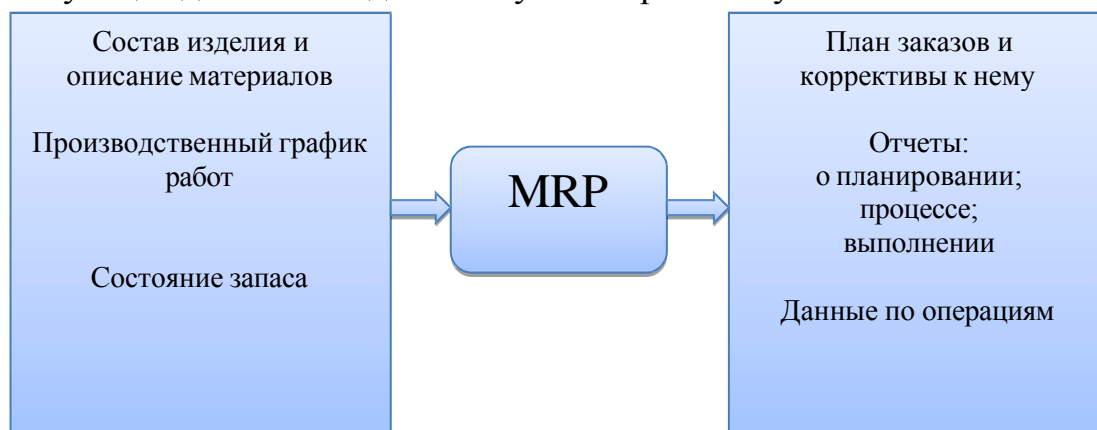 Состав изделия и
описание материалов
Производственный график
работ
Состояние запаса
MRP
План заказов и
коррективы к нему
Отчеты:
о планировании;
процессе;
выполнении
Данные по операциям